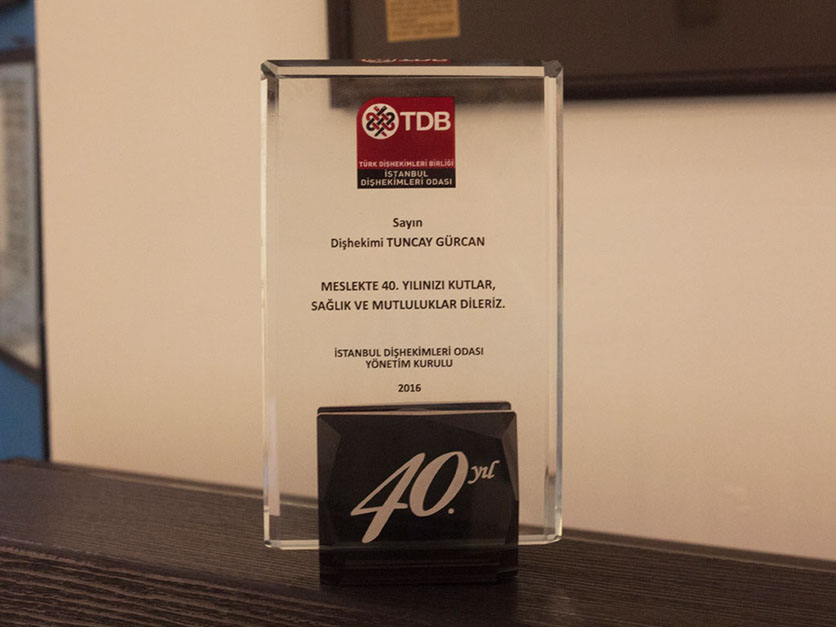 TDB
TÜRK DİŞHEKİMLERİ BİRLİĞİ
İSTANBUL
DİŞHEKİMLERİ ODASI
Sayın
Dişhekimi TUNCAY GÜRCAN
MESLEKTE 40. YILINIZI KUTLAR,
SAĞLIK VE MUTLULUKLAR DİLERİZ.
İSTANBUL DİŞHEKİMLERİ ODASI
YÖNETİM KURULU
2016
40. yıl